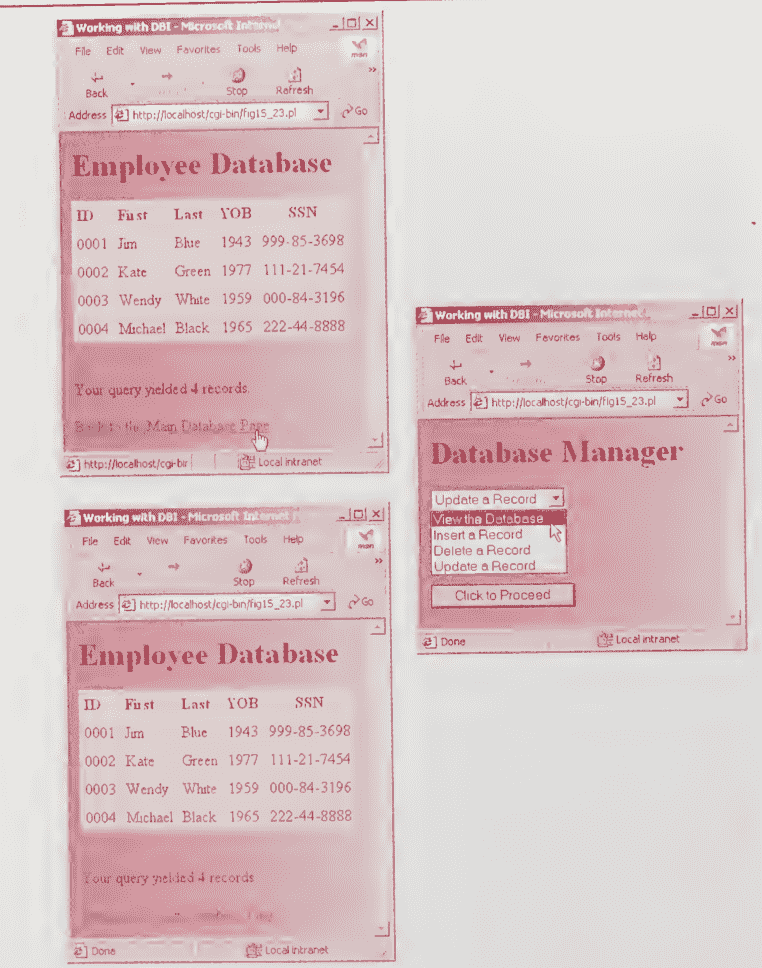 Working with DBI - Microsoft Internet
File Edit View Favorites Tools Help
msn
Back Stop Refresh
Address http://localhost/cgi-bin/fig15_23.pl Go
Employee Database
ID First Last YOB SSN
0001 Jim Blue 1943 999-85-3698
0002 Kate Green 1977 111-21-7454
0003 Wendy White 1959 000-84-3196
0004 Michael Black 1965 222-44-8888
Your query yielded 4 records.
Back to the Main Database Page
http://localhost/cgi-bir Local intranet
Working with DBI - Microsoft Internet
File Edit View Favorites Tools Help
msn
Back Stop Refresh
Address http://localhost/cgi-bin/fig15_23.pl Go
Database Manager
Update a Record
View the Database
Insert a Record
Delete a Record
Update a Record
Click to Proceed
Done Local intranet
Working with DBI - Microsoft Internet
File Edit View Favorites Tools Help
msn
Back Stop Refresh
Address http://localhost/cgi-bin/fig15_23.pl Go
Employee Database
ID First Last YOB SSN
0001 Jim Blue 1943 999-85-3698
0002 Kate Green 1977 111-21-7454
0003 Wendy White 1959 000-84-3196
0004 Michael Black 1965 222-44-8888
Your query yielded 4 records
Done Local intranet